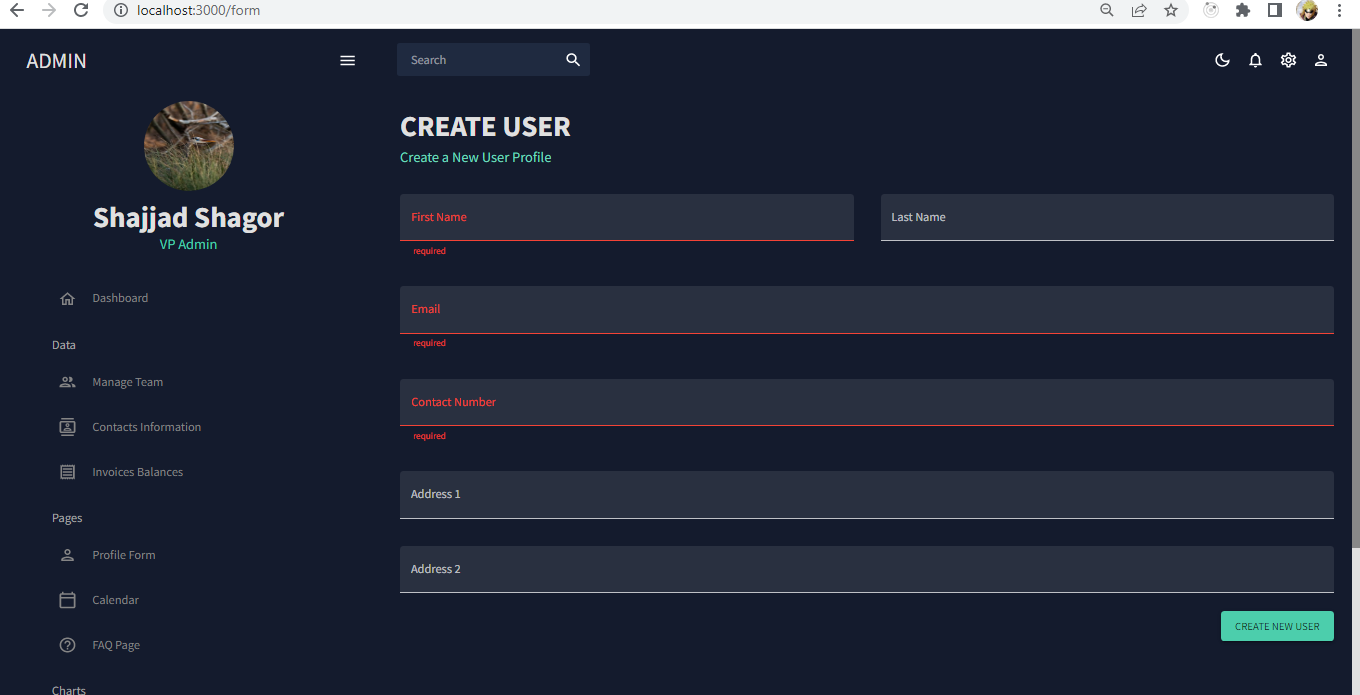 localhost:3000/form
ADMIN
Search
Shajjad Shagor
VP Admin
Dashboard
Data
Manage Team
Contacts Information
Invoices Balances
Pages
Profile Form
Calendar
FAQ Page
Charts
CREATE USER
Create a New User Profile
First Name
required
Last Name
Email
required
Contact Number
required
Address 1
Address 2
CREATE NEW USER